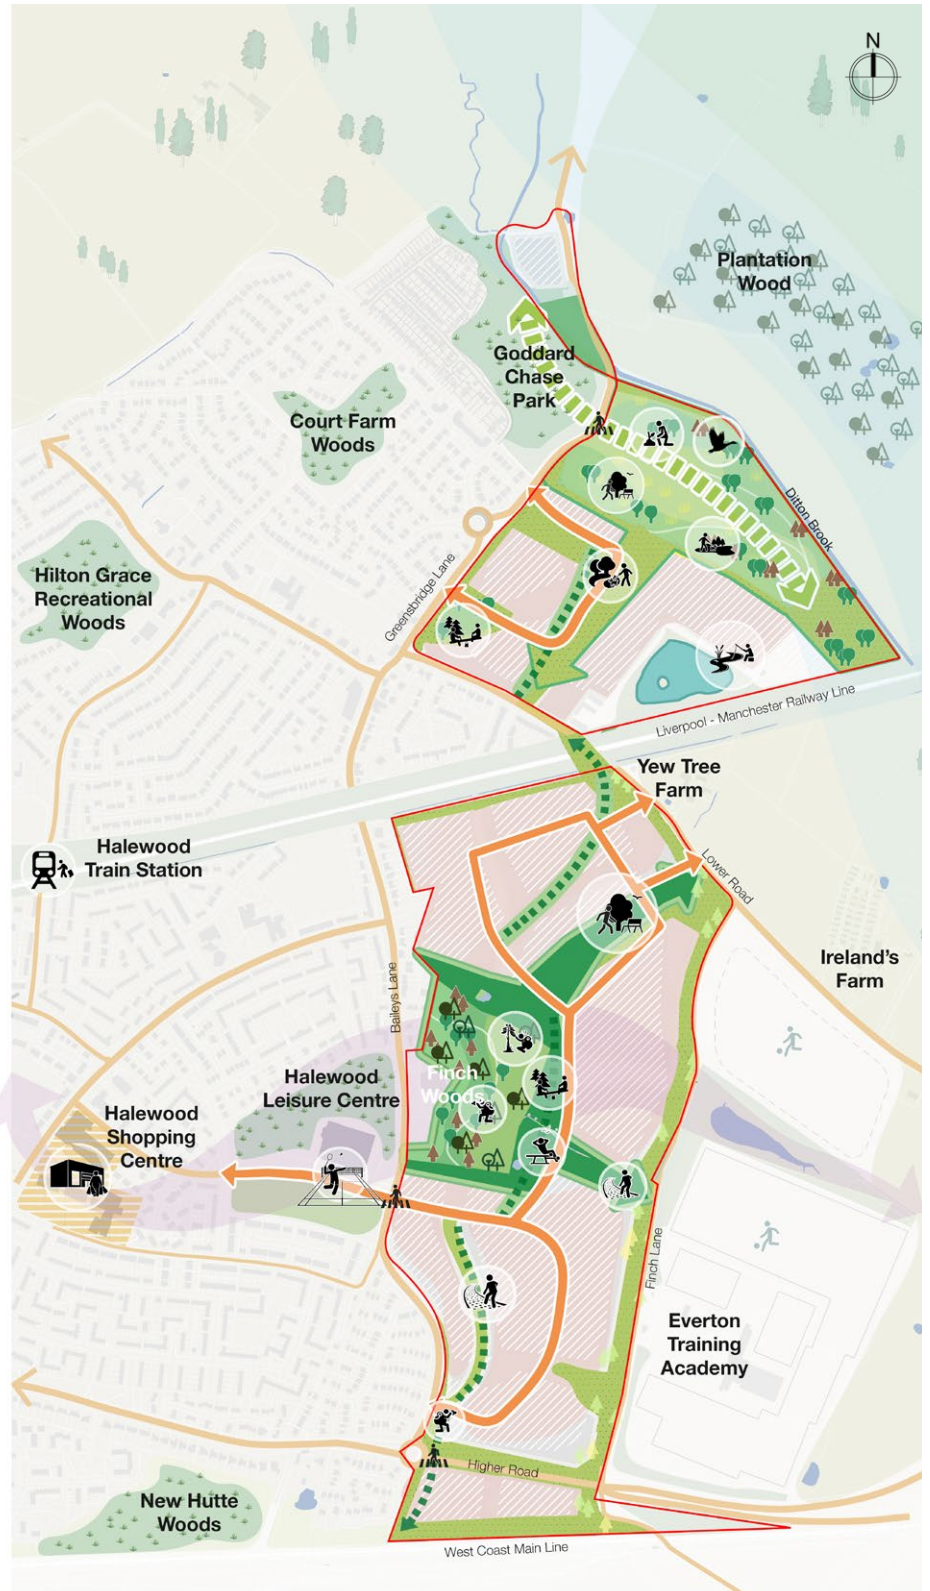 N
Plantation
Wood
Goddard
Chase
Park
Court Farm
Woods
Ditton Brook
Hilton Grace
Recreational
Woods
Greensbridge Lane
Liverpool - Manchester Railway Line
Yew Tree
Farm
Halewood
Train Station
Lower Road
Ireland's
Farm
Baileys Lane
Finch
Woods
Halewood
Leisure Centre
Halewood
Shopping
Centre
Finch Lane
Everton
Training
Academy
Higher Road
New Hutte
Woods
West Coast Main Line